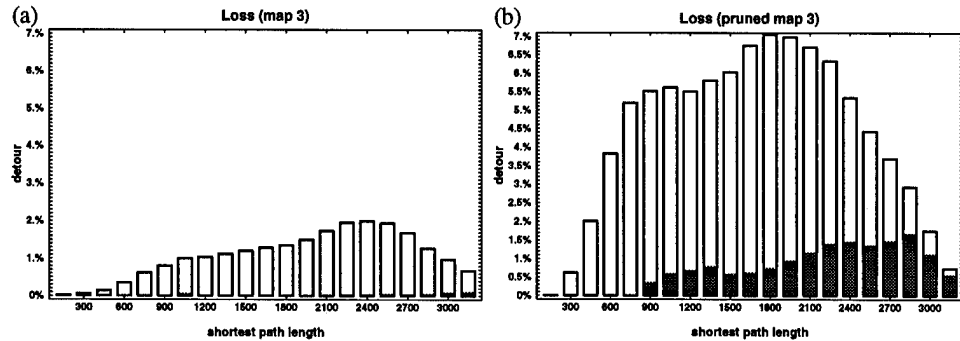 (a)
Loss (map 3)
7.%
6.%
5.%
4.%
3.%
2.%
1.%
0%
detour
300 600 900 1200 1500 1800 2100 2400 2700 3000
shortest path length
(b)
Loss (pruned map 3)
7.%
6.5%
6.%
5.5%
5.%
4.5%
4.%
3.5%
3.%
2.5%
2.%
1.5%
1.%
0.5%
0%
detour
300 600 900 1200 1500 1800 2100 2400 2700 3000
shortest path length